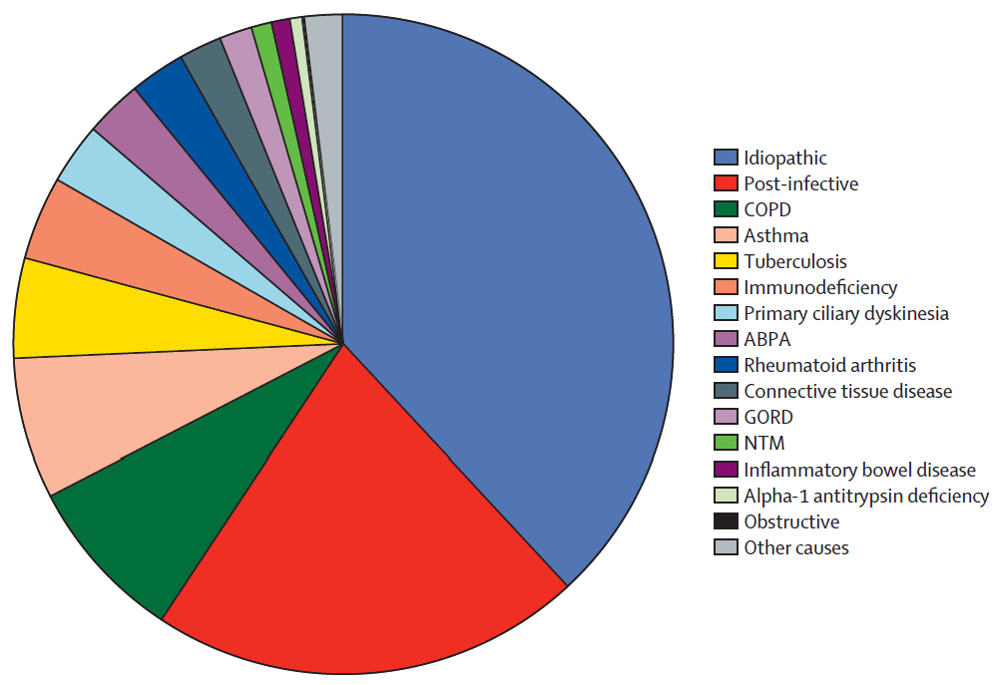 Idiopathic
Post-infective
COPD
Asthma
Tuberculosis
Immunodeficiency
Primary ciliary dyskinesia
ABPA
Rheumatoid arthritis
Connective tissue disease
GORD
NTM
Inflammatory bowel disease
Alpha-1 antitrypsin deficiency
Obstructive
Other causes